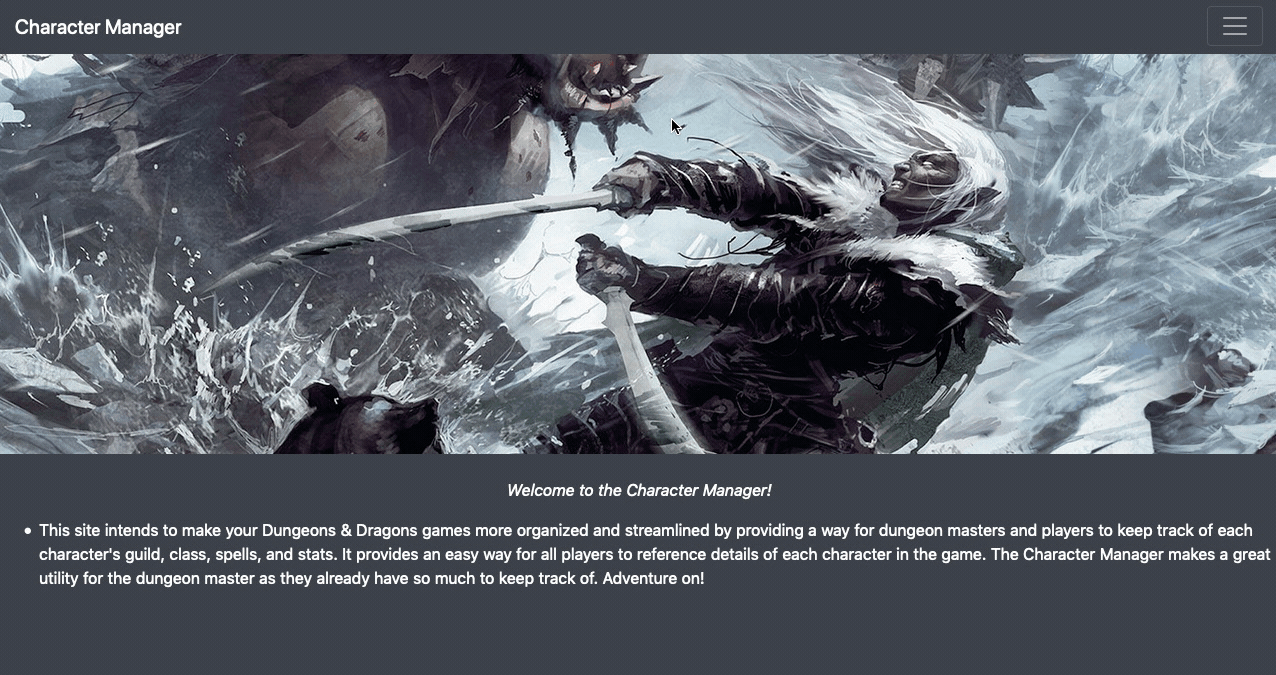 Character Manager
Welcome to the Character Manager!
This site intends to make your Dungeons & Dragons games more organized and streamlined by providing a way for dungeon masters and players to keep track of each
character's guild, class, spells, and stats. It provides an easy way for all players to reference details of each character in the game. The Character Manager makes a great
utility for the dungeon master as they already have so much to keep track of. Adventure on!